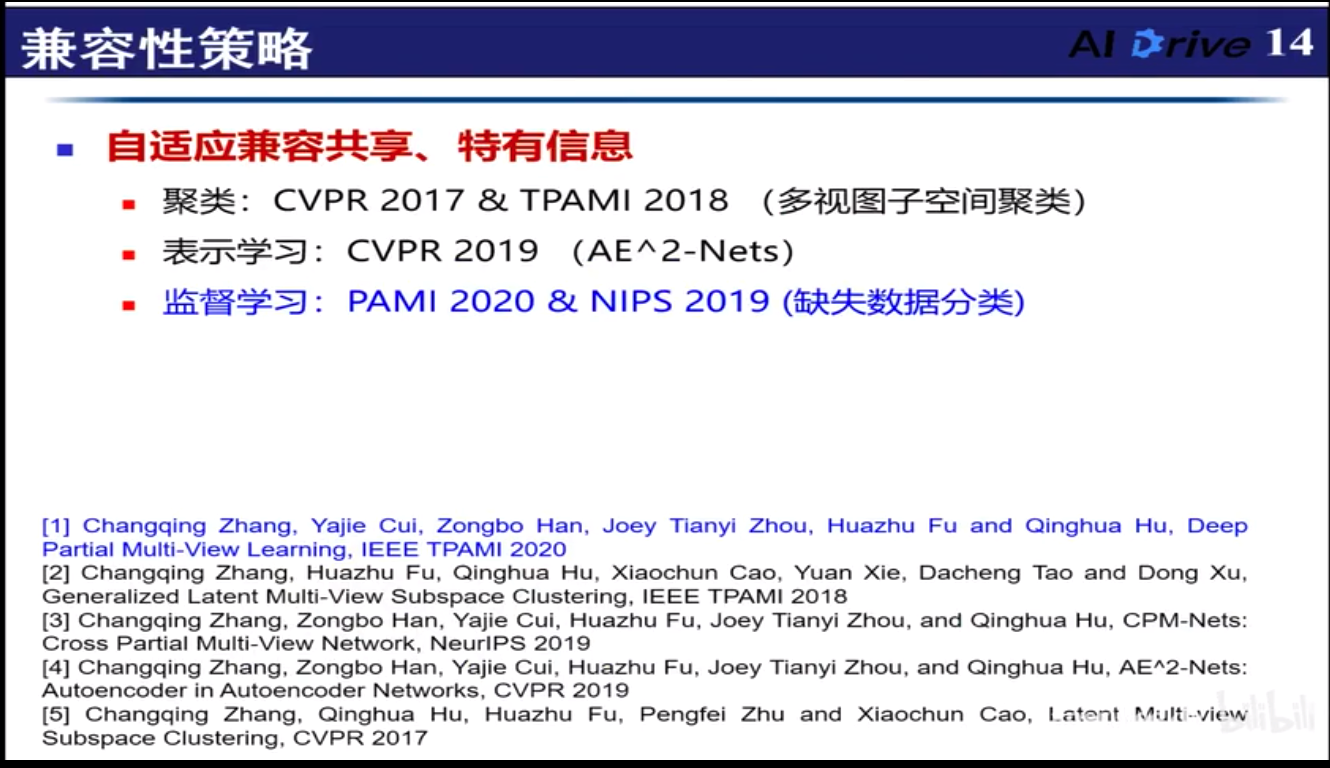 兼容性策略
AI Drive 14
自适应兼容共享、特有信息
聚类：CVPR 2017 & TPAMI 2018 （多视图子空间聚类）
表示学习：CVPR 2019 （AE^2-Nets）
监督学习：PAMI 2020 & NIPS 2019 (缺失数据分类)
[1] Changqing Zhang, Yajie Cui, Zongbo Han, Joey Tianyi Zhou, Huazhu Fu and Qinghua Hu, Deep
Partial Multi-View Learning, IEEE TPAMI 2020
[2] Changqing Zhang, Huazhu Fu, Qinghua Hu, Xiaochun Cao, Yuan Xie, Dacheng Tao and Dong Xu,
Generalized Latent Multi-View Subspace Clustering, IEEE TPAMI 2018
[3] Changqing Zhang, Zongbo Han, Yajie Cui, Huazhu Fu, Joey Tianyi Zhou, and Qinghua Hu, CPM-Nets:
Cross Partial Multi-View Network, NeurIPS 2019
[4] Changqing Zhang, Zongbo Han, Yajie Cui, Huazhu Fu, Joey Tianyi Zhou, and Qinghua Hu, AE^2-Nets:
Autoencoder in Autoencoder Networks, CVPR 2019
[5] Changqing Zhang, Qinghua Hu, Huazhu Fu, Pengfei Zhu and Xiaochun Cao, Latent Multi-view
Subspace Clustering, CVPR 2017
bilibili